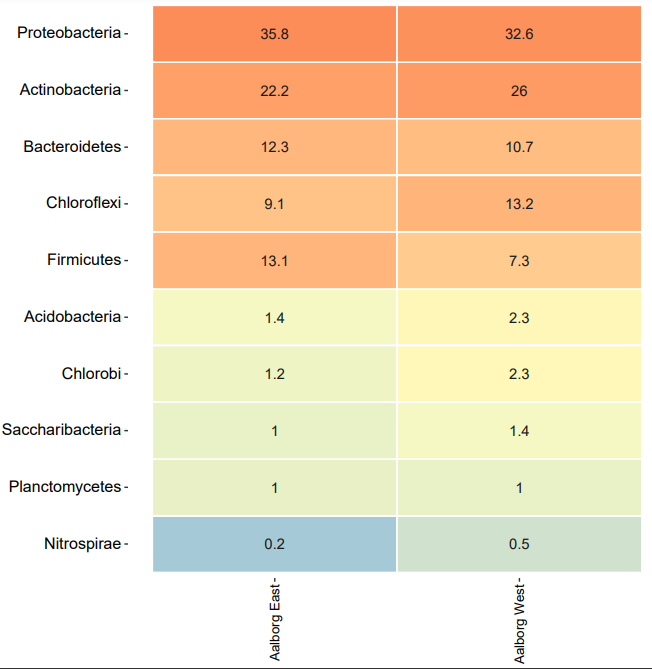 Proteobacteria - 35.8 32.6
Actinobacteria - 22.2 26
Bacteroidetes - 12.3 10.7
Chloroflexi - 9.1 13.2
Firmicutes - 13.1 7.3
Acidobacteria - 1.4 2.3
Chlorobi - 1.2 2.3
Saccharibacteria - 1 1.4
Planctomycetes - 1 1
Nitrospirae - 0.2 0.5
Aalborg East -
Aalborg West -